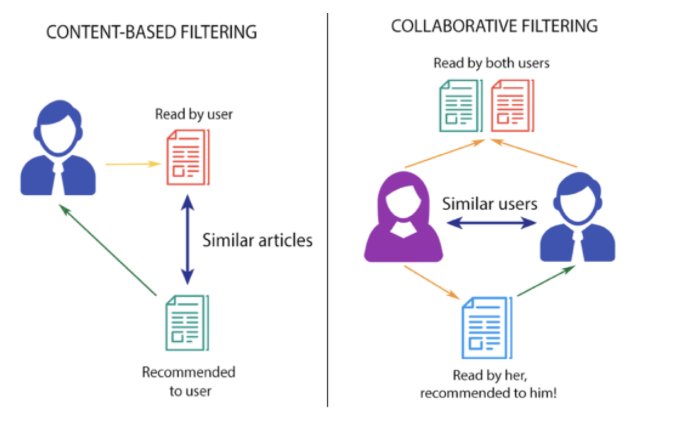 CONTENT-BASED FILTERING
Read by user
Similar articles
Recommended
to user
COLLABORATIVE FILTERING
Read by both users
Similar users
Read by her,
recommended to him!